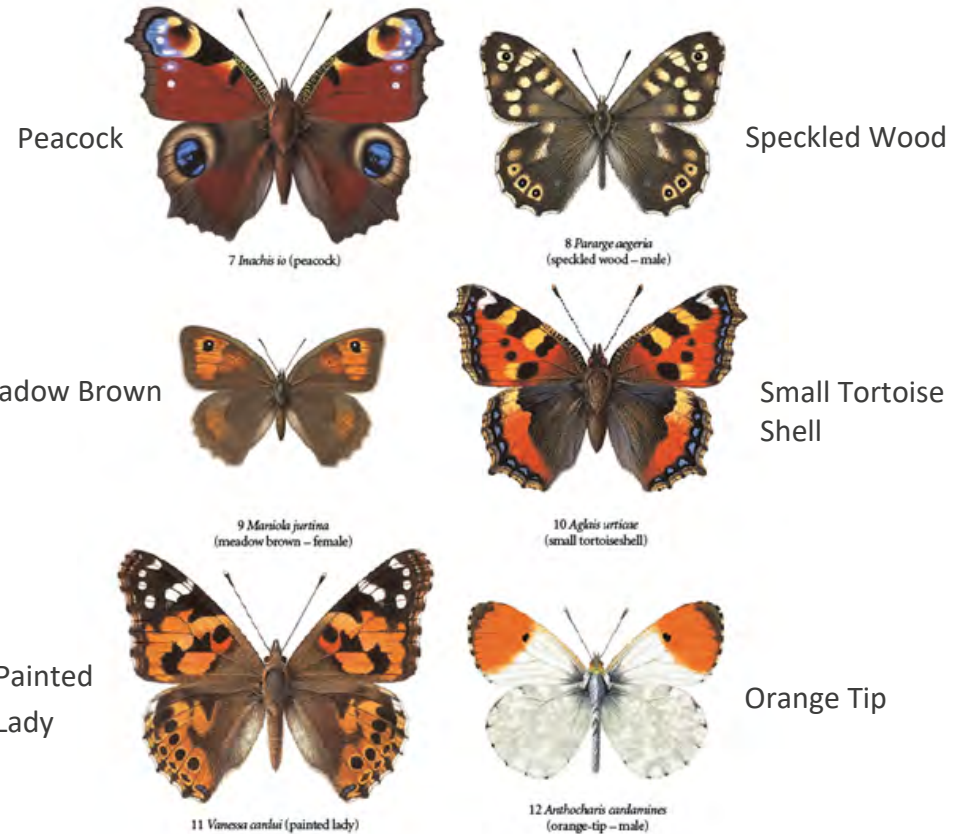 Peacock
Speckled Wood
7 Inachis io (peacock)
8 Pararge aegeria
(speckled wood – male)
adow Brown
Small Tortoise
Shell
9 Maniola jurtina
(meadow brown – female)
10 Aglais urticae
(small tortoiseshell)
Painted
Lady
Orange Tip
11 Vanessa cardui (painted lady)
12 Anthocharis cardamines
(orange-tip – male)